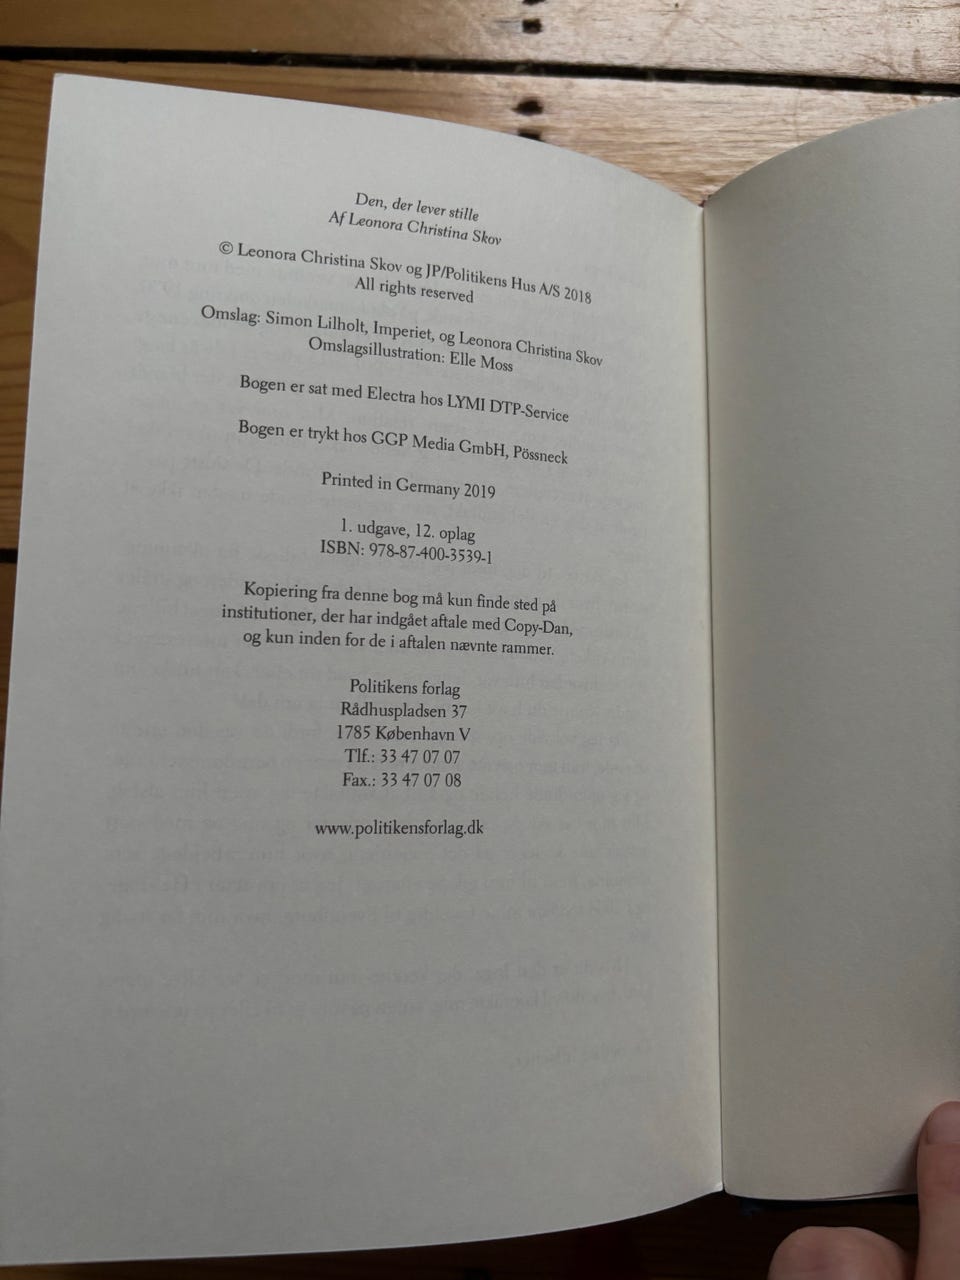 Den, der lever stille
Af Leonora Christina Skov
© Leonora Christina Skov og JP/Politikens Hus A/S 2018
All rights reserved
Omslag: Simon Lilholt, Imperiet, og Leonora Christina Skov
Omslagsillustration: Elle Moss
Bogen er sat med Electra hos LYMI DTP-Service
Bogen er trykt hos GGP Media GmbH, Pössneck
Printed in Germany 2019
1. udgave, 12. oplag
ISBN: 978-87-400-3539-1
Kopiering fra denne bog må kun finde sted på
institutioner, der har indgået aftale med Copy-Dan,
og kun inden for de i aftalen nævnte rammer.
Politikens forlag
Rådhuspladsen 37
1785 København V
Tlf.: 33 47 07 07
Fax.: 33 47 07 08
www.politikensforlag.dk